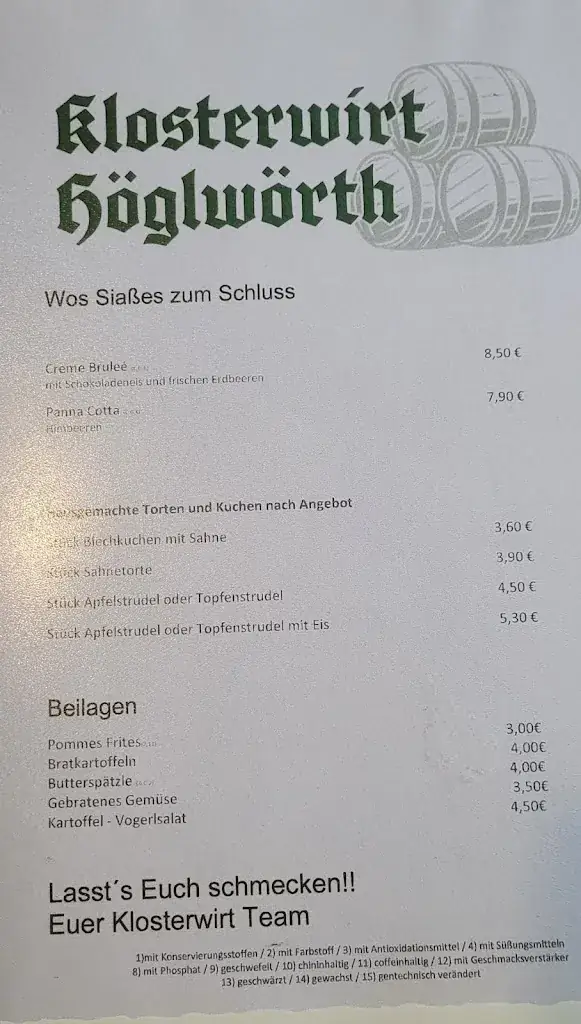 Klosterwirt
Höglwörth
Wos Siaßes zum Schluss
Creme Bruleé 8,50 €
mit Schokoladeneis und frischen Erdbeeren
Panna Cotta 7,90 €
Himbeeren
Hausgemachte Torten und Kuchen nach Angebot
Stück Blechkuchen mit Sahne 3,60 €
Stück Sahnetorte 3,90 €
Stück Apfelstrudel oder Topfenstrudel 4,50 €
Stück Apfelstrudel oder Topfenstrudel mit Eis 5,30 €
Beilagen
Pommes Frites 3,00€
Bratkartoffeln 4,00€
Butterspätzle 4,00€
Gebratenes Gemüse 3,50€
Kartoffel - Vogerlsalat 4,50€
Lasst´s Euch schmecken!!
Euer Klosterwirt Team
1)mit Konservierungsstoffen / 2) mit Farbstoff / 3) mit Antioxidationsmittel / 4) mit Süßungsmitteln
8) mit Phosphat / 9) geschwefelt / 10) chininhaltig / 11) coffeinhaltig / 12) mit Geschmacksverstärker
13) geschwärzt / 14) gewachst / 15) gentechnisch verändert